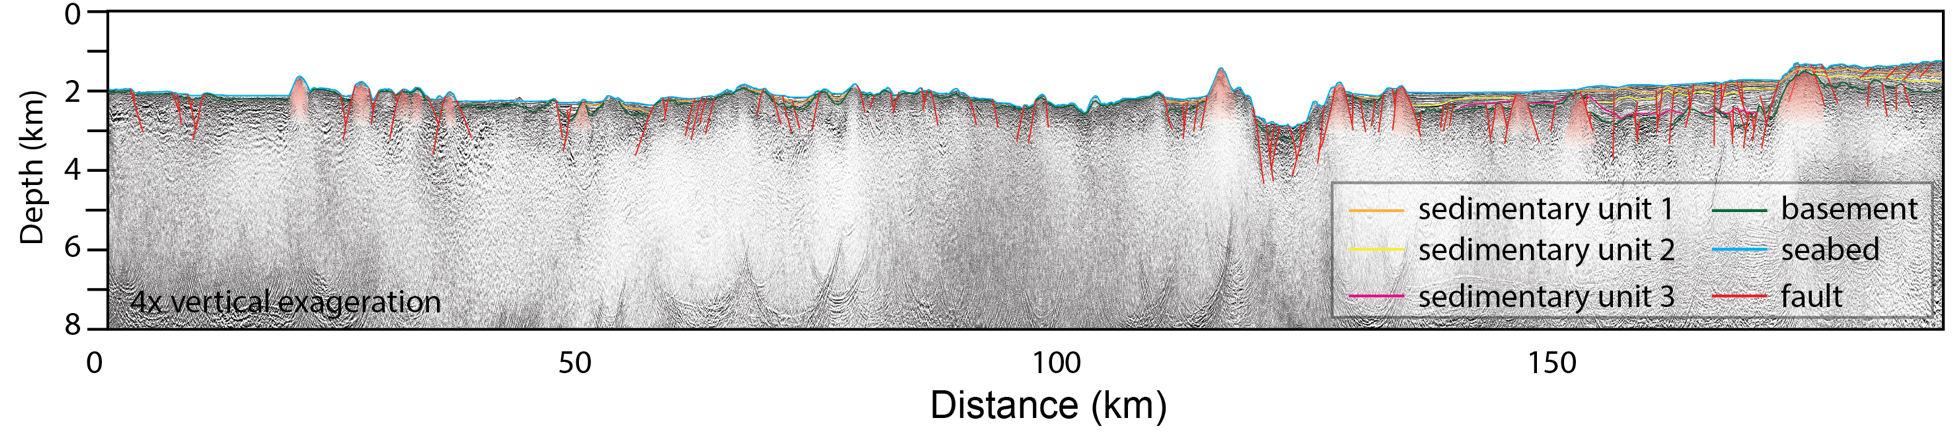 0
2
4
6
8
Depth (km)
4x vertical exageration
sedimentary unit 1
sedimentary unit 2
sedimentary unit 3
basement
seabed
fault
0 50 100 150
Distance (km)